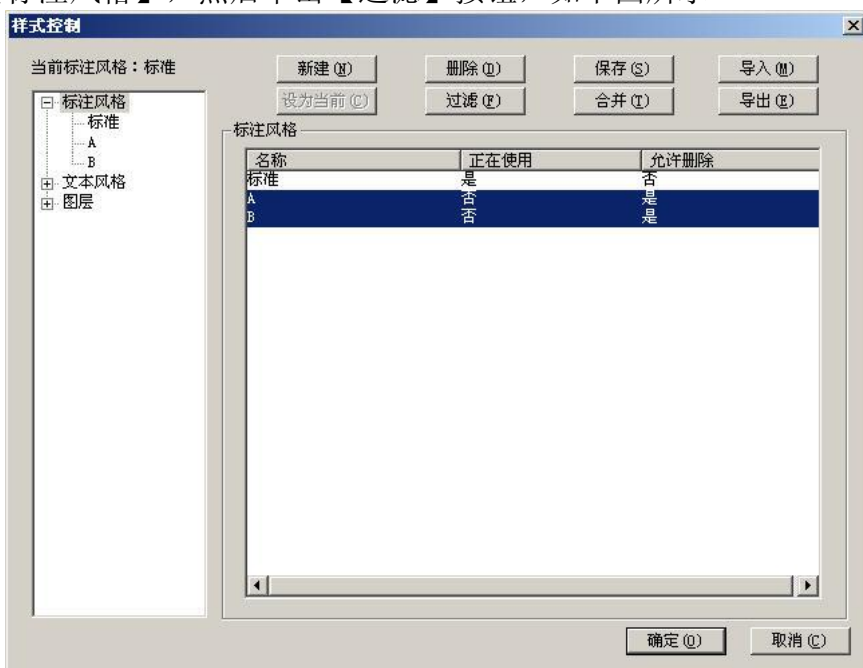 样式控制
当前标注风格：标准
新建(N) 删除(D) 保存(S) 导入(M)
设为当前(C) 过滤(F) 合并(T) 导出(E)
标注风格
标准
A
B
文本风格
图层
标注风格
名称 正在使用 允许删除
标准 是 否
A 否 是
B 否 是
确定(O) 取消(C)